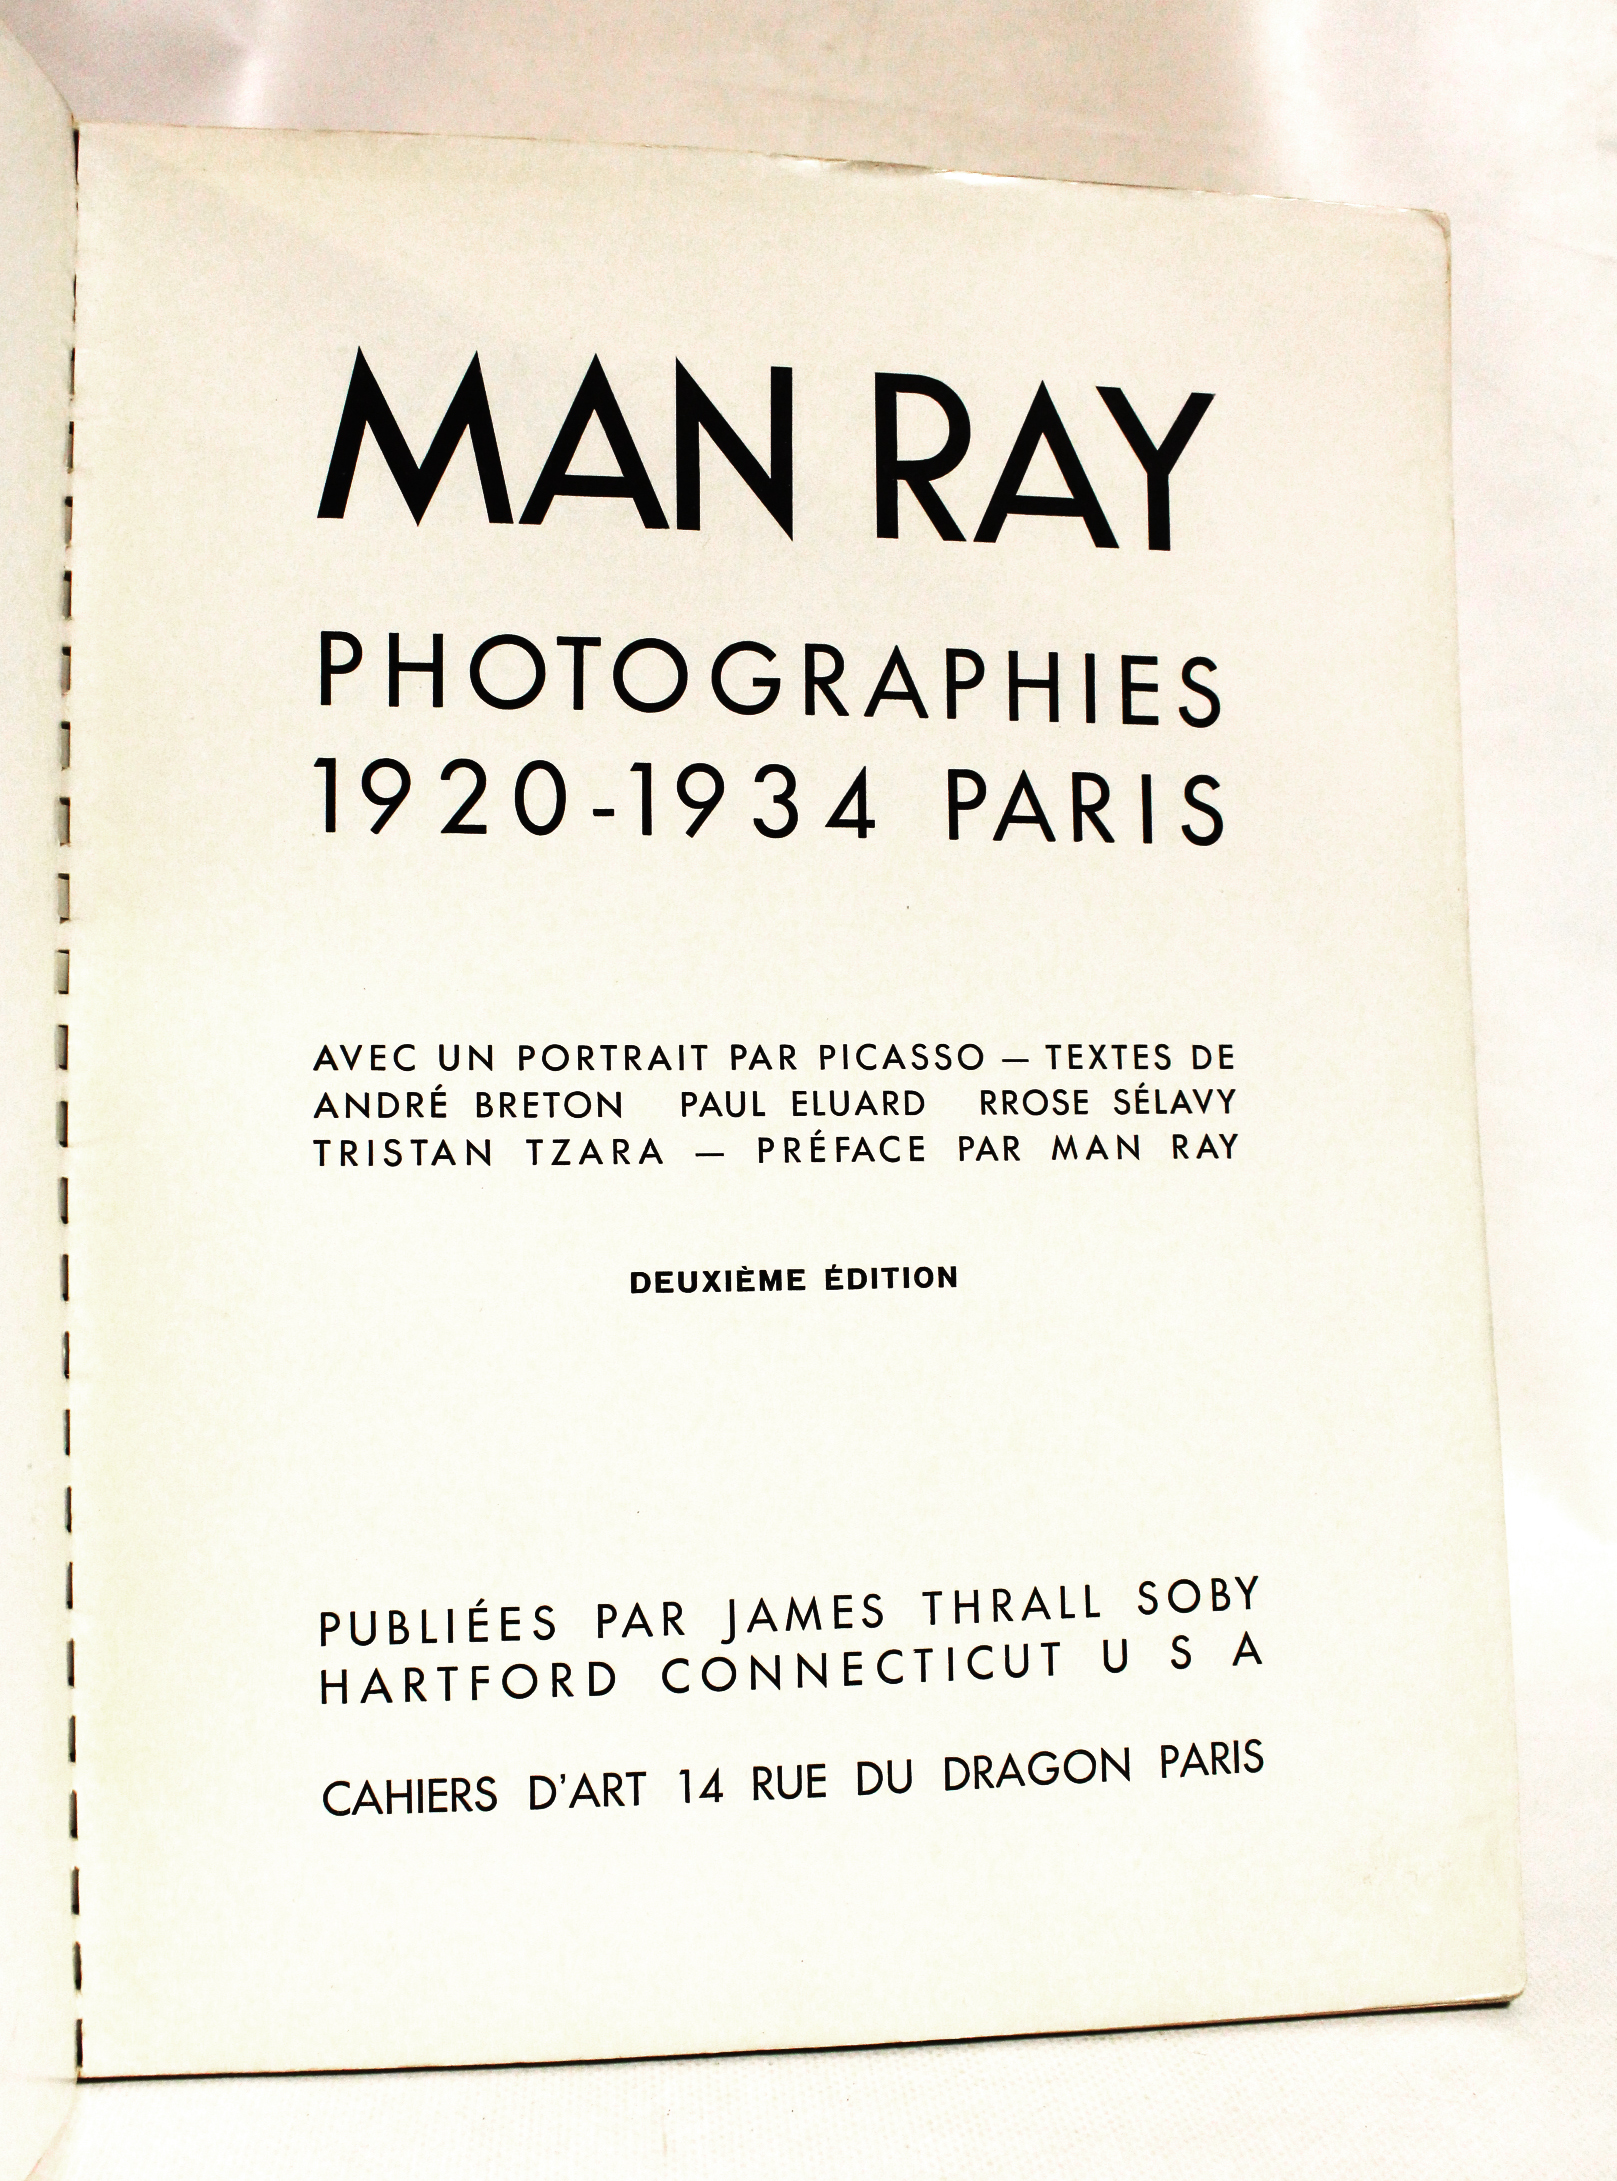 MAN RAY
PHOTOGRAPHIES
1920-1934 PARIS
AVEC UN PORTRAIT PAR PICASSO — TEXTES DE
ANDRÉ BRETON PAUL ELUARD RROSE SÉLAVY
TRISTAN TZARA — PRÉFACE PAR MAN RAY
DEUXIÈME ÉDITION
PUBLIÉES PAR JAMES THRALL SOBY
HARTFORD CONNECTICUT U S A
CAHIERS D'ART 14 RUE DU DRAGON PARIS